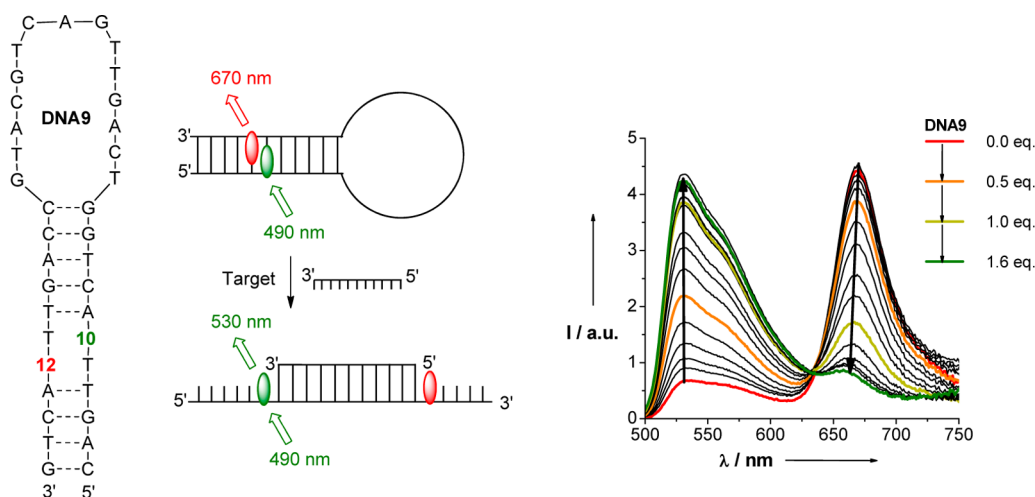 C A G
T T
G T
C G
A DNA9 A
T C
G T
C G
C G
A T
G C
T A
T 10
12 T
A T
C G
T A
G C
3' 5'
670 nm
3'
5'
490 nm
Target
3' 5'
530 nm
3' 5'
5' 3'
490 nm
I / a.u.
5
4
3
2
1
0
500 550 600 650 700 750
λ / nm
DNA9
0.0 eq.
0.5 eq.
1.0 eq.
1.6 eq.